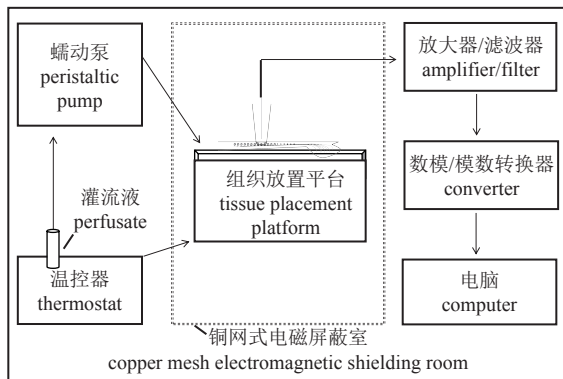 蠕动泵
peristaltic
pump
灌流液
perfusate
温控器
thermostat
组织放置平台
tissue placement
platform
放大器/滤波器
amplifier/filter
数模/模数转换器
converter
电脑
computer
铜网式电磁屏蔽室
copper mesh electromagnetic shielding room